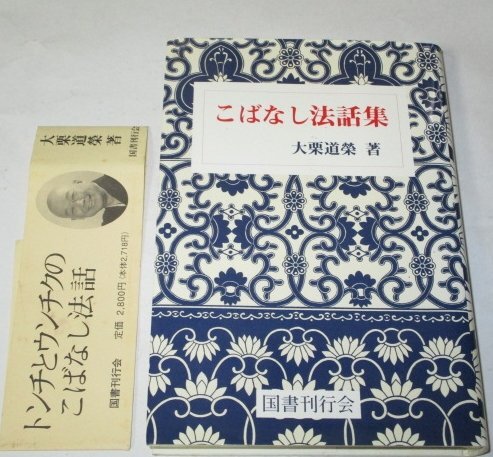 こばなし法話集
大栗道榮 著
国書刊行会
大栗道榮 著
国書刊行会
トンチとウンチクの
こばなし法話
定価 2,800円(本体2,718円)
国書刊行会